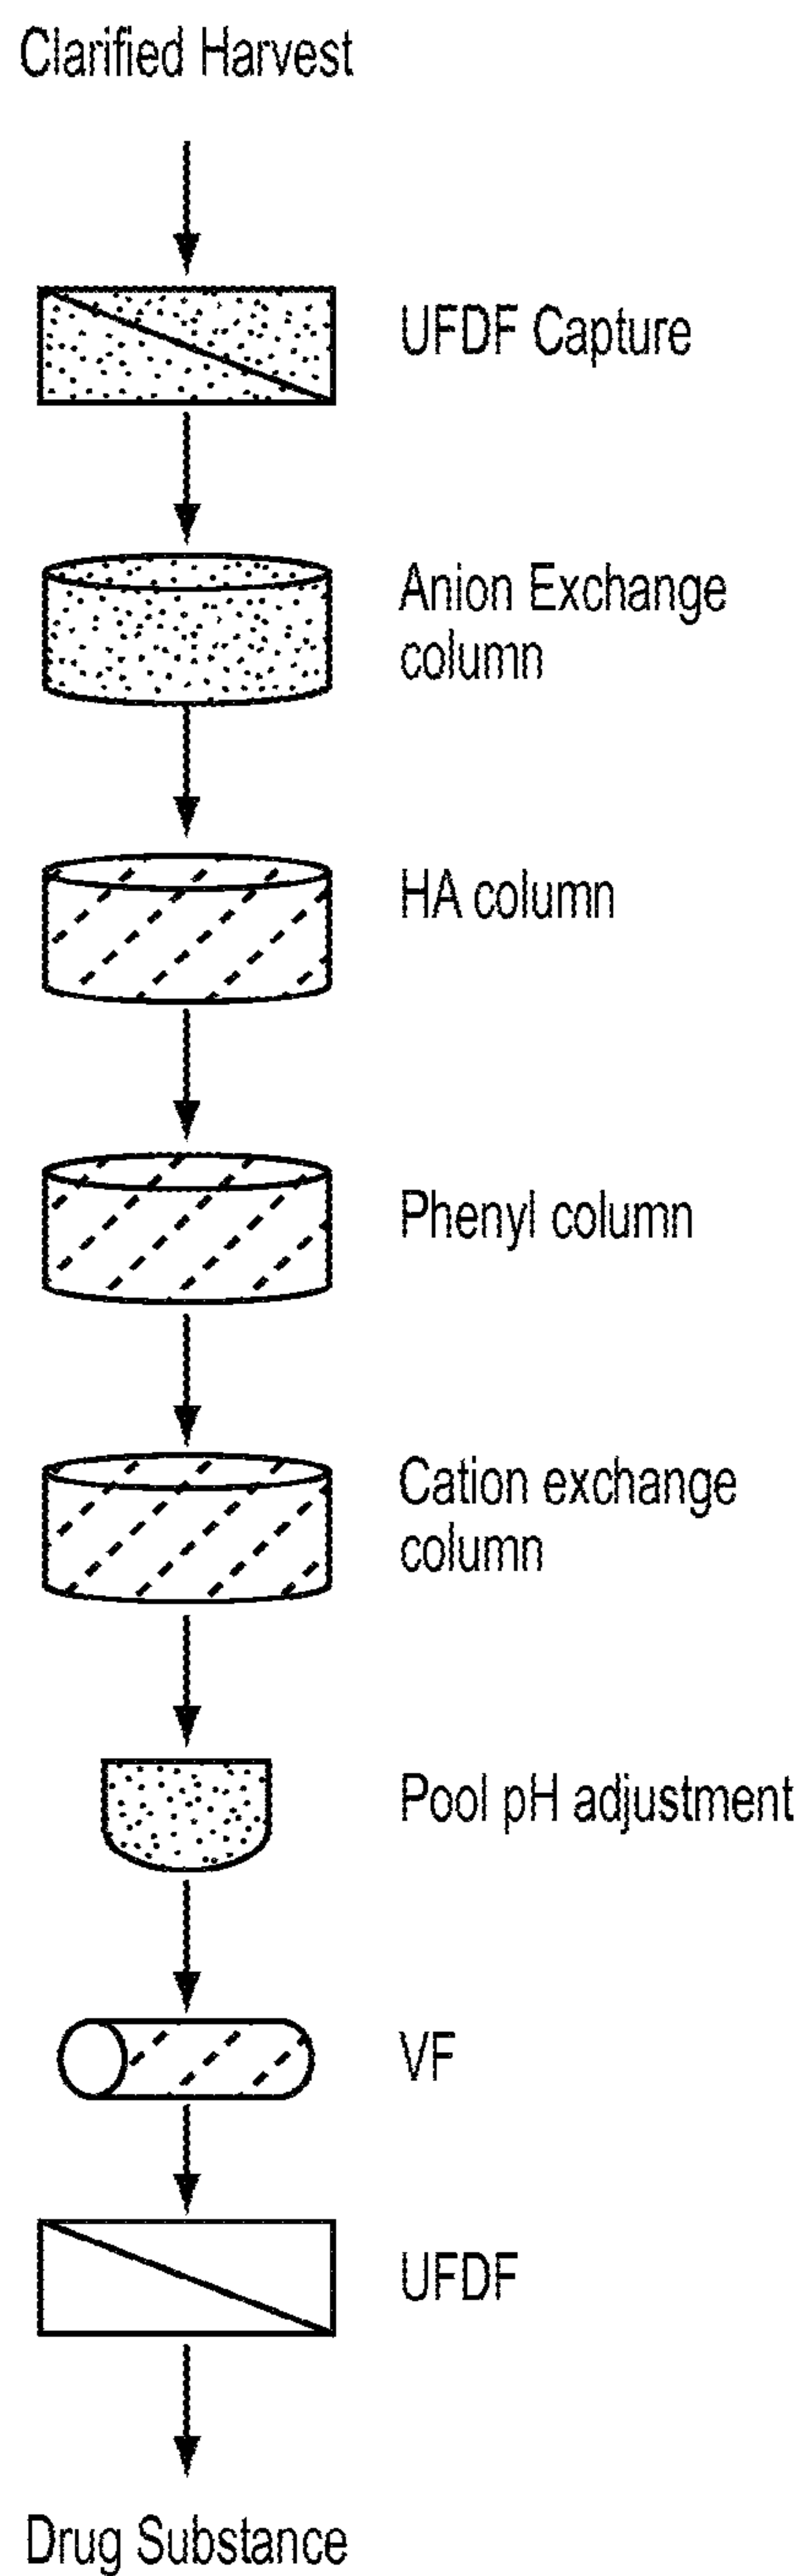 Clarified Harvest
UFDF Capture
Anion Exchange
column
HA column
Phenyl column
Cation exchange
column
Pool pH adjustment
VF
UFDF
Drug Substance